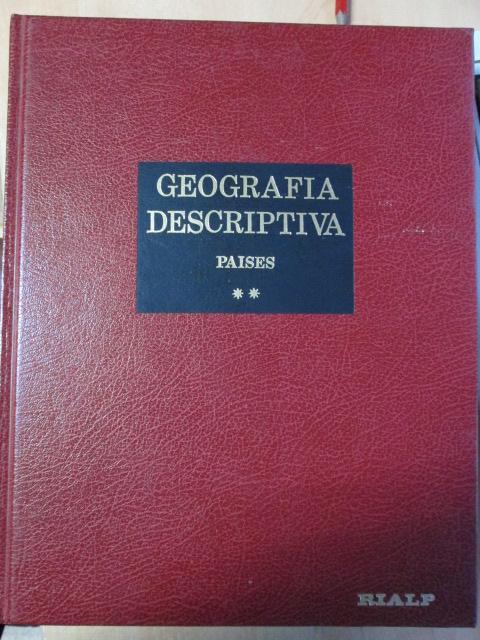 GEOGRAFIA
DESCRIPTIVA
PAISES
**
RIALP